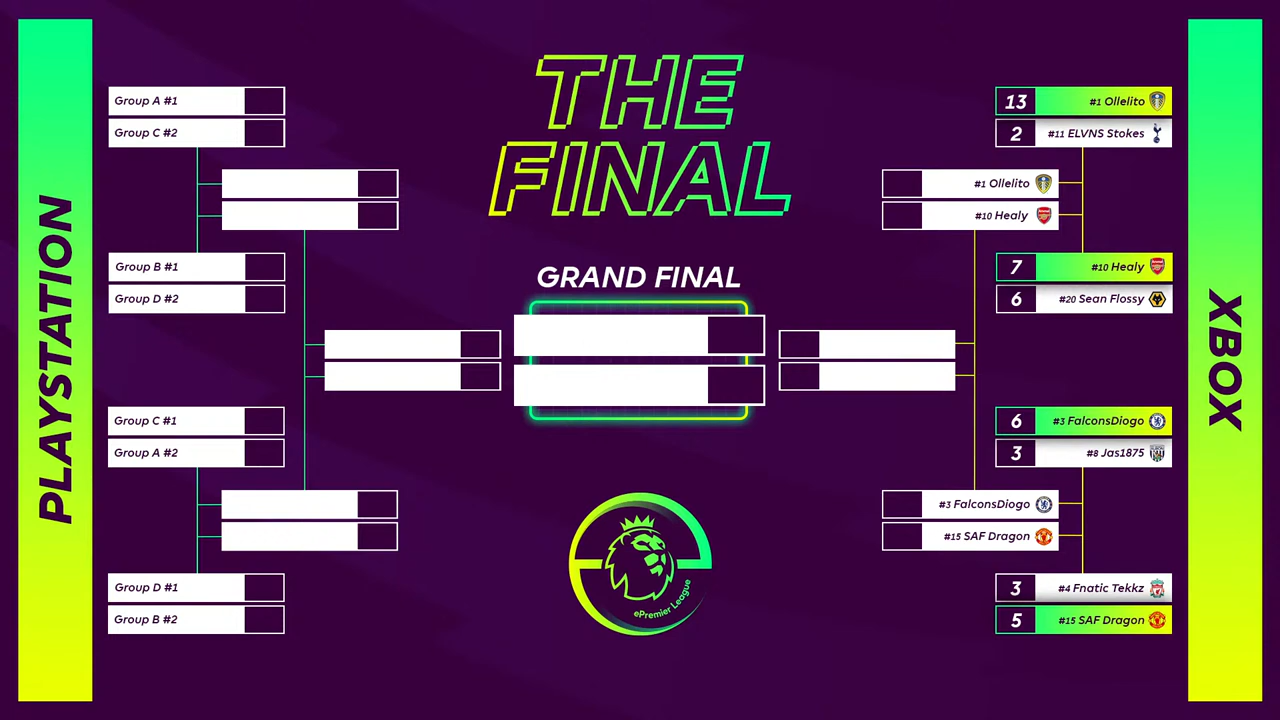 THE
FINAL
GRAND FINAL
PLAYSTATION
Group A #1
Group C #2
Group B #1
Group D #2
Group C #1
Group A #2
Group D #1
Group B #2
XBOX
13 #1 Ollelito
2 #11 ELVNS Stokes
#1 Ollelito
#10 Healy
7 #10 Healy
6 #20 Sean Flossy
6 #3 FalconsDiogo
3 #8 Jas1875
#3 FalconsDiogo
#15 SAF Dragon
3 #4 Fnatic Tekkz
5 #15 SAF Dragon
ePremier League